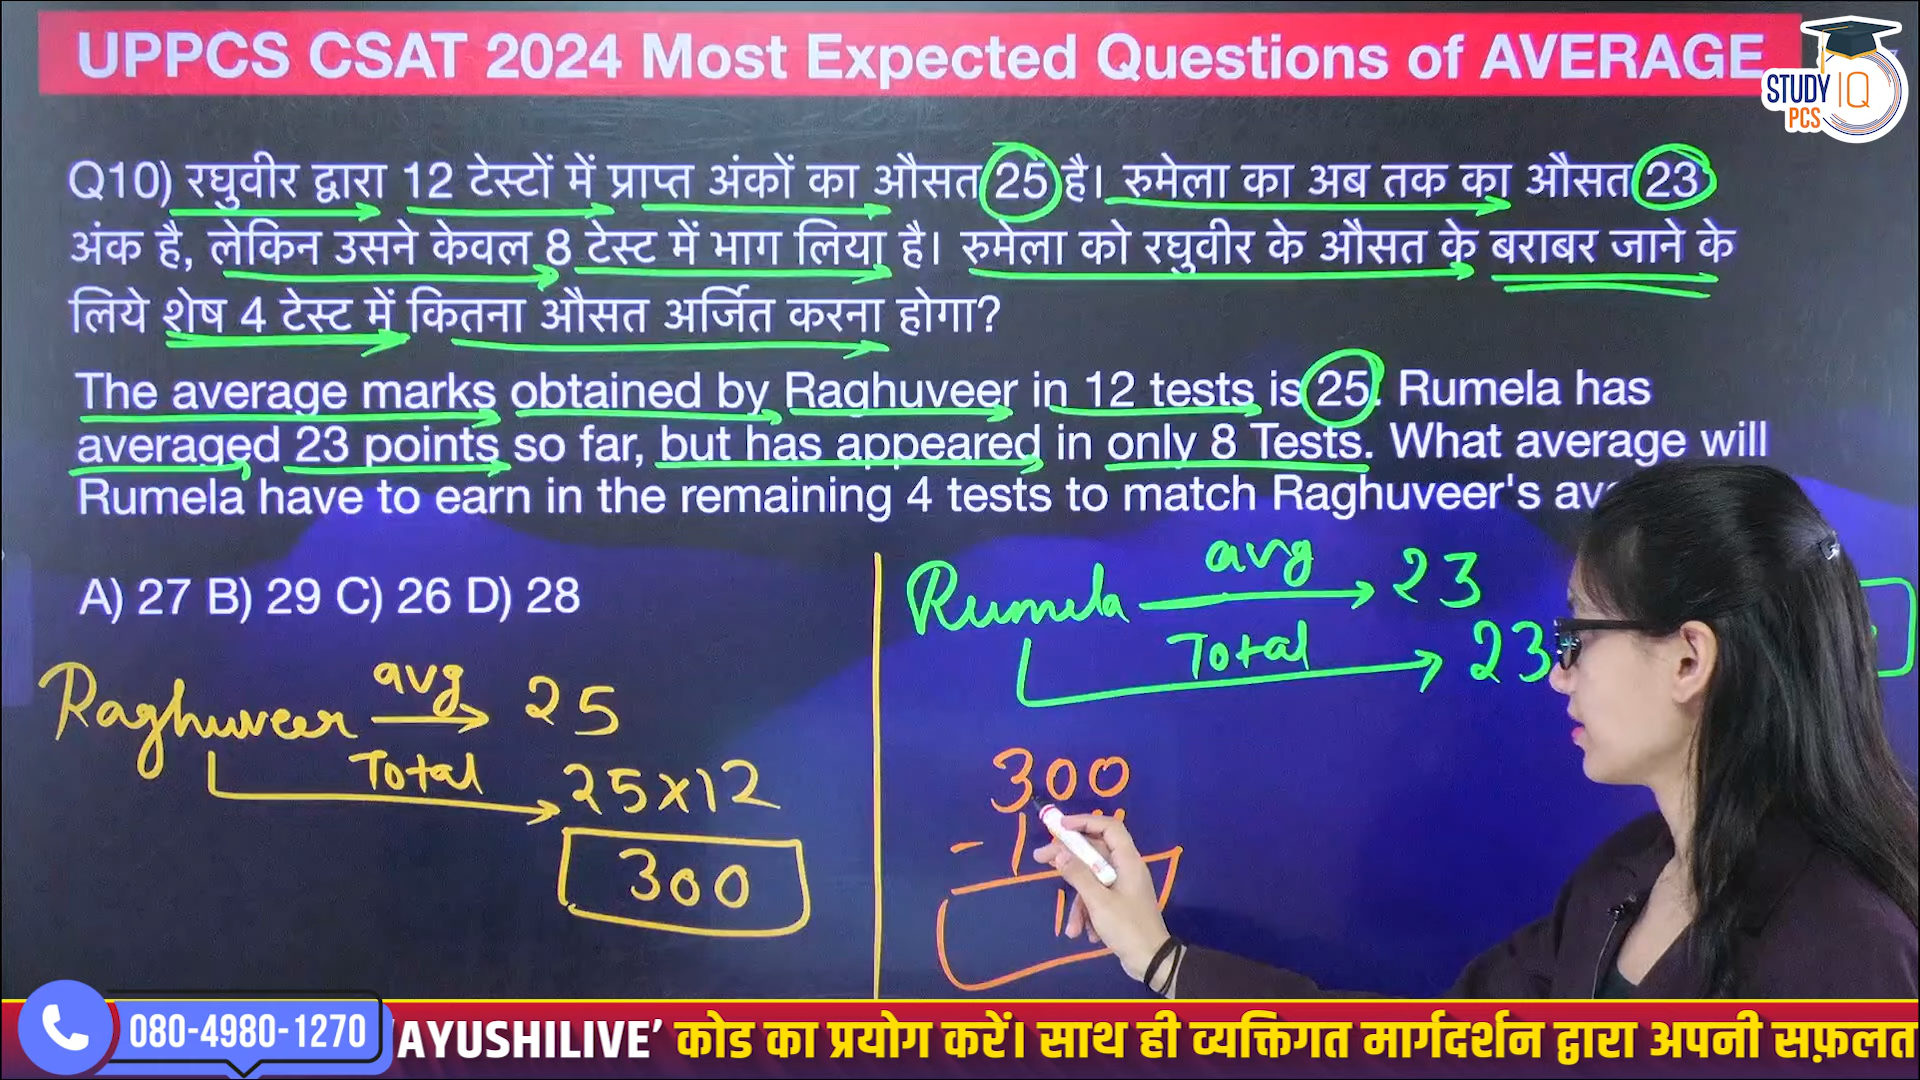 UPPCS CSAT 2024 Most Expected Questions of AVERAGE
STUDY IQ
PCS
Q10) रघुवीर द्वारा 12 टेस्टों में प्राप्त अंकों का औसत 25 है। रुमेला का अब तक का औसत 23
अंक है, लेकिन उसने केवल 8 टेस्ट में भाग लिया है। रुमेला को रघुवीर के औसत के बराबर जाने के
लिये शेष 4 टेस्ट में कितना औसत अर्जित करना होगा?
The average marks obtained by Raghuveer in 12 tests is 25. Rumela has
averaged 23 points so far, but has appeared in only 8 Tests. What average will
Rumela have to earn in the remaining 4 tests to match Raghuveer's
A) 27 B) 29 C) 26 D) 28
Raghuveer avg 25
Total 25×12
300
Rumela avg 23
Total 23
300
080-4980-1270
'AYUSHILIVE' कोड का प्रयोग करें। साथ ही व्यक्तिगत मार्गदर्शन द्वारा अपनी सफ़लत